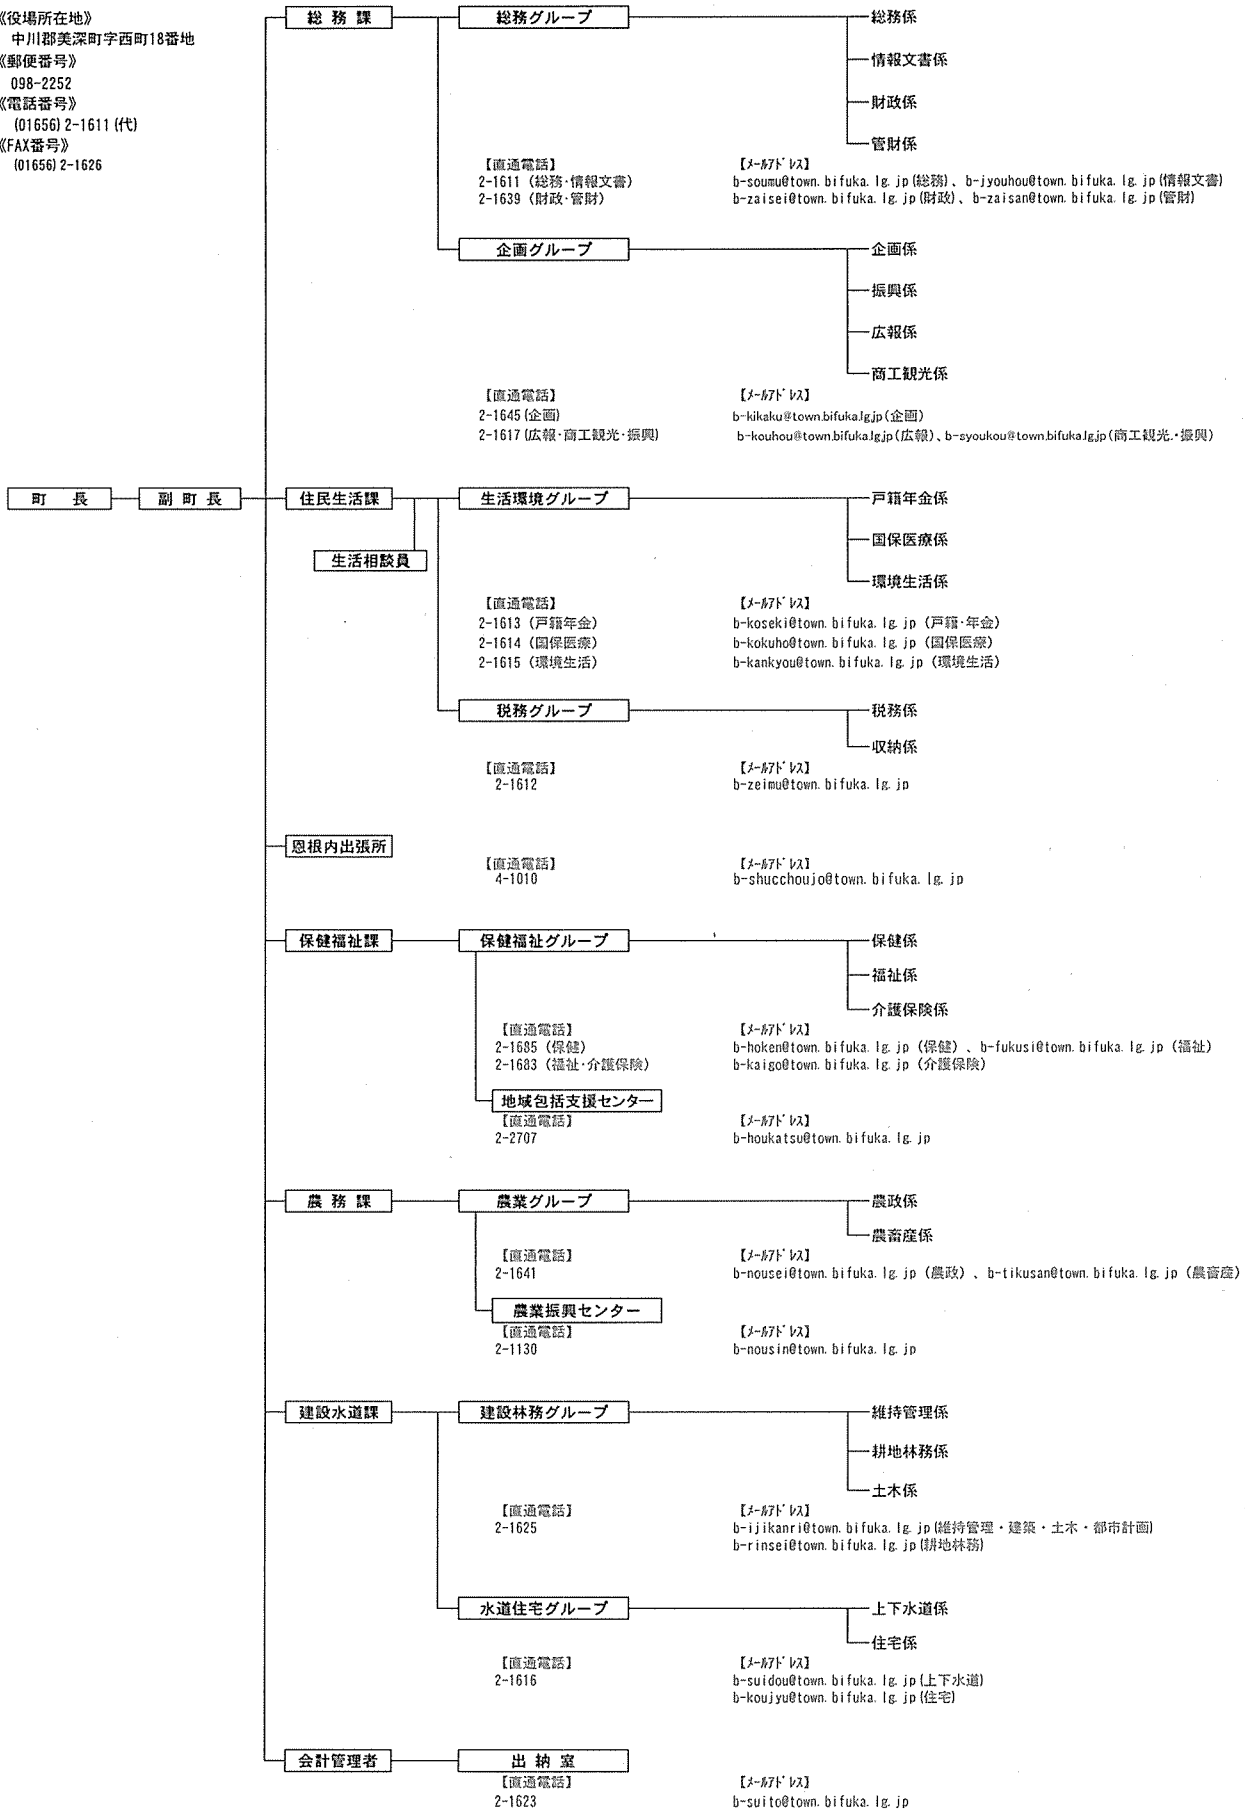 《役場所在地》
中川郡美深町字西町18番地
《郵便番号》
098-2252
《電話番号》
(01656) 2-1611 (代)
《FAX番号》
(01656) 2-1626
町　長
副 町 長
総 務 課
総務グループ
総務係
情報文書係
財政係
管財係
【直通電話】
【ﾒｰﾙｱﾄﾞﾚｽ】
2-1611 (総務・情報文書)
b-soumu@town.bifuka.lg.jp (総務)、b-jyouhou@town.bifuka.lg.jp (情報文書)
2-1639 (財政・管財)
b-zaisei@town.bifuka.lg.jp (財政)、b-zaisan@town.bifuka.lg.jp (管財)
企画グループ
企画係
振興係
広報係
商工観光係
【直通電話】
【ﾒｰﾙｱﾄﾞﾚｽ】
2-1645 (企画)
b-kikaku@town.bifuka.lg.jp (企画)
2-1617 (広報・商工観光・振興)
b-kouhou@town.bifuka.lg.jp (広報)、b-syoukou@town.bifuka.lg.jp (商工観光・振興)
住民生活課
生活相談員
生活環境グループ
戸籍年金係
国保医療係
環境生活係
【直通電話】
【ﾒｰﾙｱﾄﾞﾚｽ】
2-1613 (戸籍年金)
b-koseki@town.bifuka.lg.jp (戸籍・年金)
2-1614 (国保医療)
b-kokuho@town.bifuka.lg.jp (国保医療)
2-1615 (環境生活)
b-kankyou@town.bifuka.lg.jp (環境生活)
税務グループ
税務係
収納係
【直通電話】
【ﾒｰﾙｱﾄﾞﾚｽ】
2-1612
b-zeimu@town.bifuka.lg.jp
恩根内出張所
【直通電話】
【ﾒｰﾙｱﾄﾞﾚｽ】
4-1010
b-shucchoujo@town.bifuka.lg.jp
保健福祉課
保健福祉グループ
保健係
福祉係
介護保険係
【直通電話】
【ﾒｰﾙｱﾄﾞﾚｽ】
2-1685 (保健)
b-hoken@town.bifuka.lg.jp (保健) 、b-fukusi@town.bifuka.lg.jp (福祉)
2-1683 (福祉・介護保険)
b-kaigo@town.bifuka.lg.jp (介護保険)
地域包括支援センター
【直通電話】
【ﾒｰﾙｱﾄﾞﾚｽ】
2-2707
b-houkatsu@town.bifuka.lg.jp
農 務 課
農業グループ
農政係
農畜産係
【直通電話】
【ﾒｰﾙｱﾄﾞﾚｽ】
2-1641
b-nousei@town.bifuka.lg.jp (農政) 、b-tikusan@town.bifuka.lg.jp (農畜産)
農業振興センター
【直通電話】
【ﾒｰﾙｱﾄﾞﾚｽ】
2-1130
b-nousin@town.bifuka.lg.jp
建設水道課
建設林務グループ
維持管理係
耕地林務係
土木係
【直通電話】
【ﾒｰﾙｱﾄﾞﾚｽ】
2-1625
b-ijikanri@town.bifuka.lg.jp (維持管理・建築・土木・都市計画)
b-rinsei@town.bifuka.lg.jp (耕地林務)
水道住宅グループ
上下水道係
住宅係
【直通電話】
【ﾒｰﾙｱﾄﾞﾚｽ】
2-1616
b-suidou@town.bifuka.lg.jp (上下水道)
b-koujyu@town.bifuka.lg.jp (住宅)
会計管理者
出 納 室
【直通電話】
【ﾒｰﾙｱﾄﾞﾚｽ】
2-1623
b-suito@town.bifuka.lg.jp